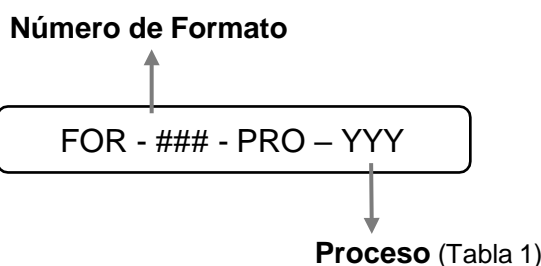 Número de Formato
FOR - ### - PRO – YYY
Proceso (Tabla 1)